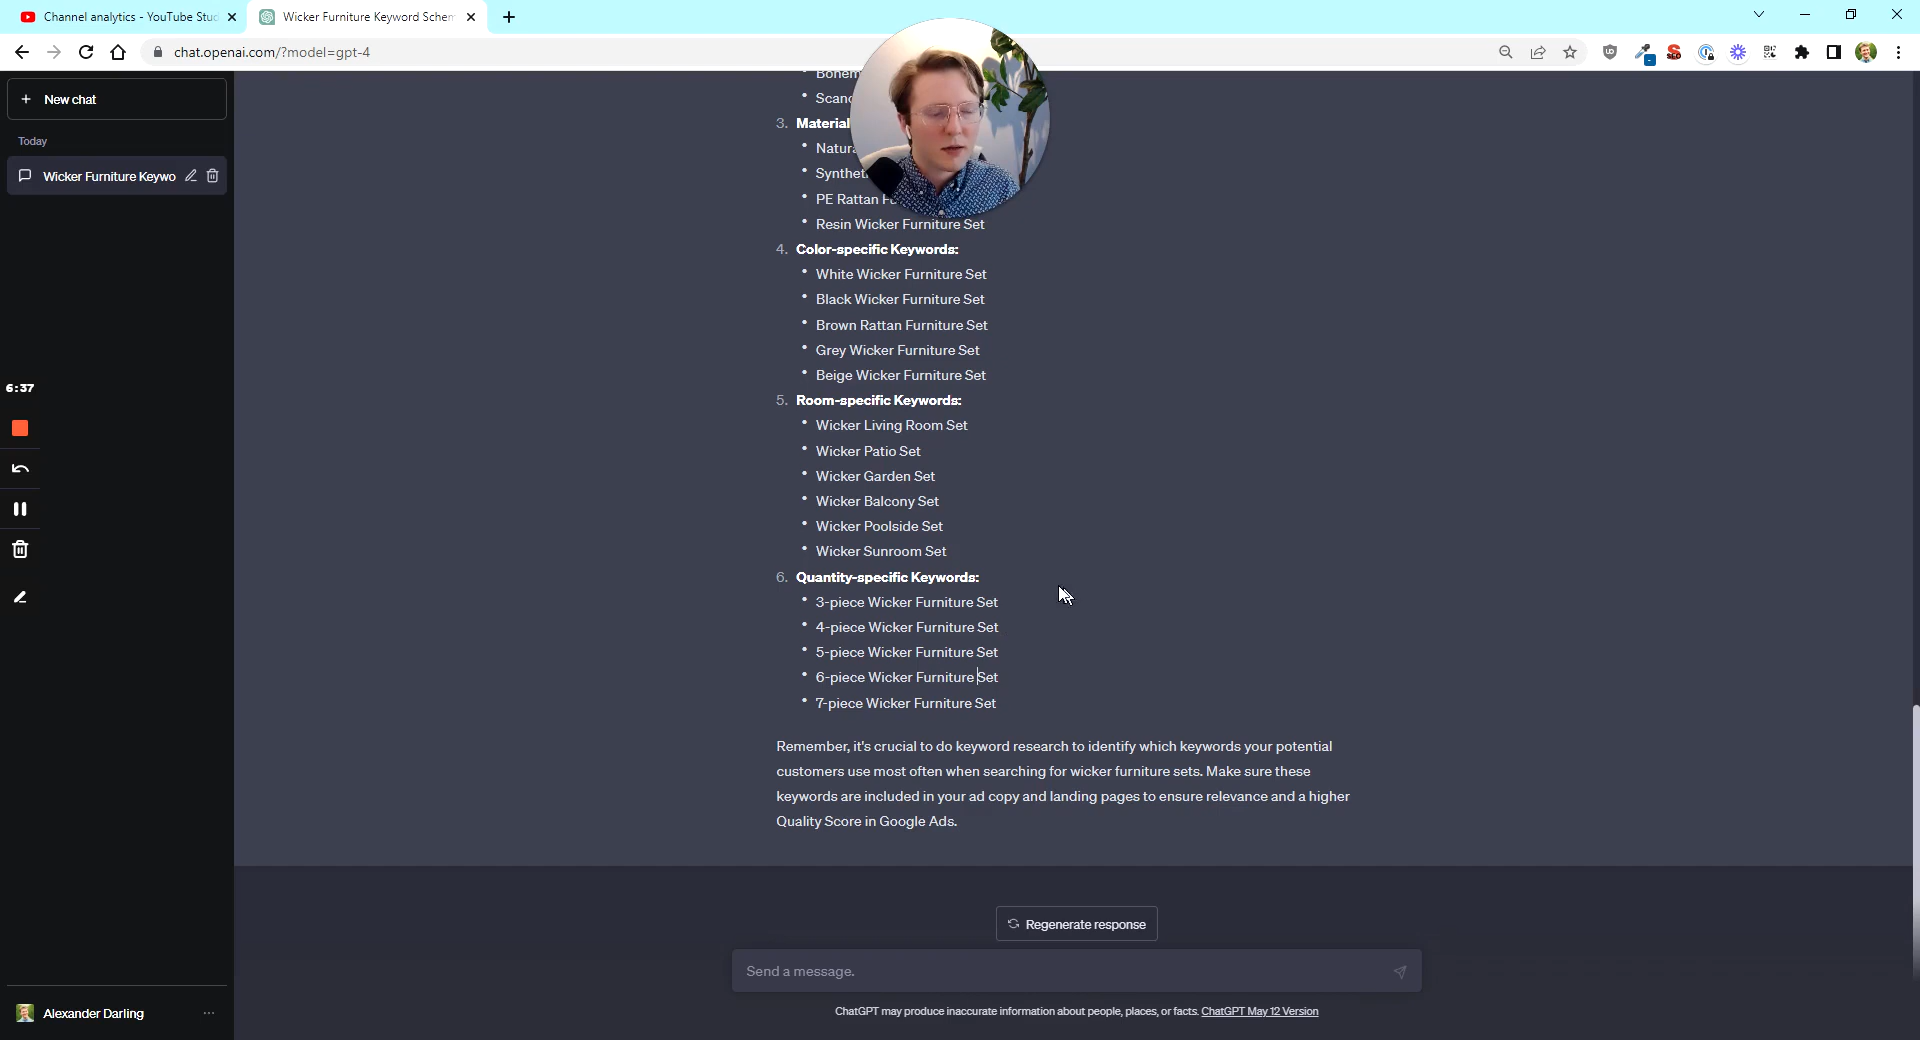 Channel analytics - YouTube Stud
Wicker Furniture Keyword Schem
chat.openai.com/?model=gpt-4
New chat
Today
Wicker Furniture Keywo
6:37
Scand
3. Material
Natura
Synthet
PE Rattan Fu
Resin Wicker Furniture Set
4. Color-specific Keywords:
White Wicker Furniture Set
Black Wicker Furniture Set
Brown Rattan Furniture Set
Grey Wicker Furniture Set
Beige Wicker Furniture Set
5. Room-specific Keywords:
Wicker Living Room Set
Wicker Patio Set
Wicker Garden Set
Wicker Balcony Set
Wicker Poolside Set
Wicker Sunroom Set
6. Quantity-specific Keywords:
3-piece Wicker Furniture Set
4-piece Wicker Furniture Set
5-piece Wicker Furniture Set
6-piece Wicker Furniture Set
7-piece Wicker Furniture Set
Remember, it's crucial to do keyword research to identify which keywords your potential
customers use most often when searching for wicker furniture sets. Make sure these
keywords are included in your ad copy and landing pages to ensure relevance and a higher
Quality Score in Google Ads.
Regenerate response
Send a message.
ChatGPT may produce inaccurate information about people, places, or facts. ChatGPT May 12 Version
Alexander Darling